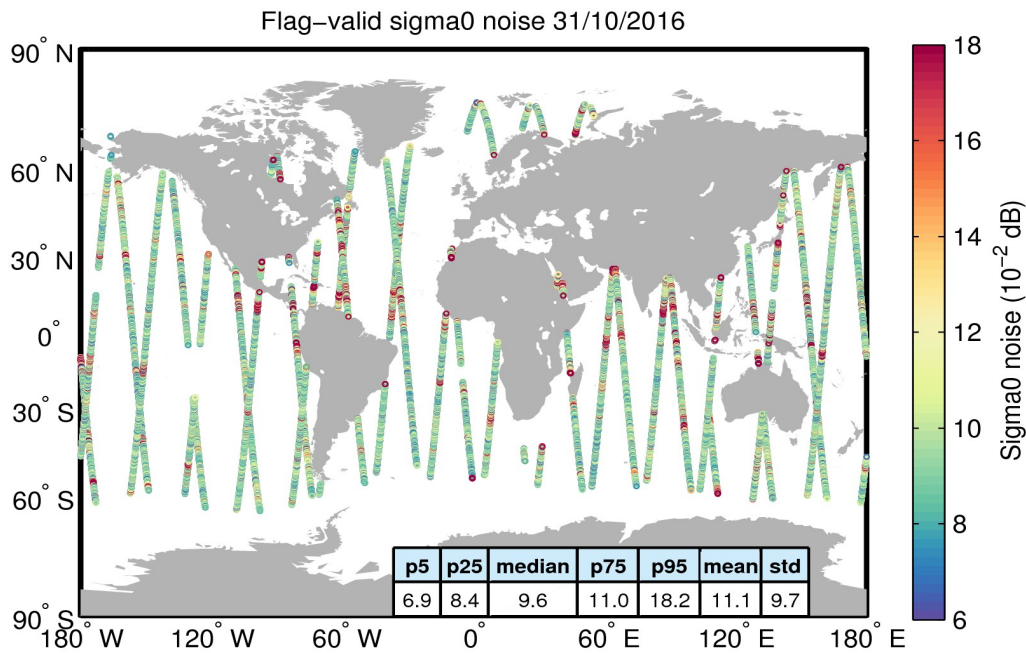 Flag−valid sigma0 noise 31/10/2016
90° N
60° N
30° N
0°
30° S
60° S
90° S
180° W 120° W 60° W 0° 60° E 120° E 180° E
p5 p25 median p75 p95 mean std
6.9 8.4 9.6 11.0 18.2 11.1 9.7
18
16
14
12
10
8
6
Sigma0 noise (10⁻² dB)